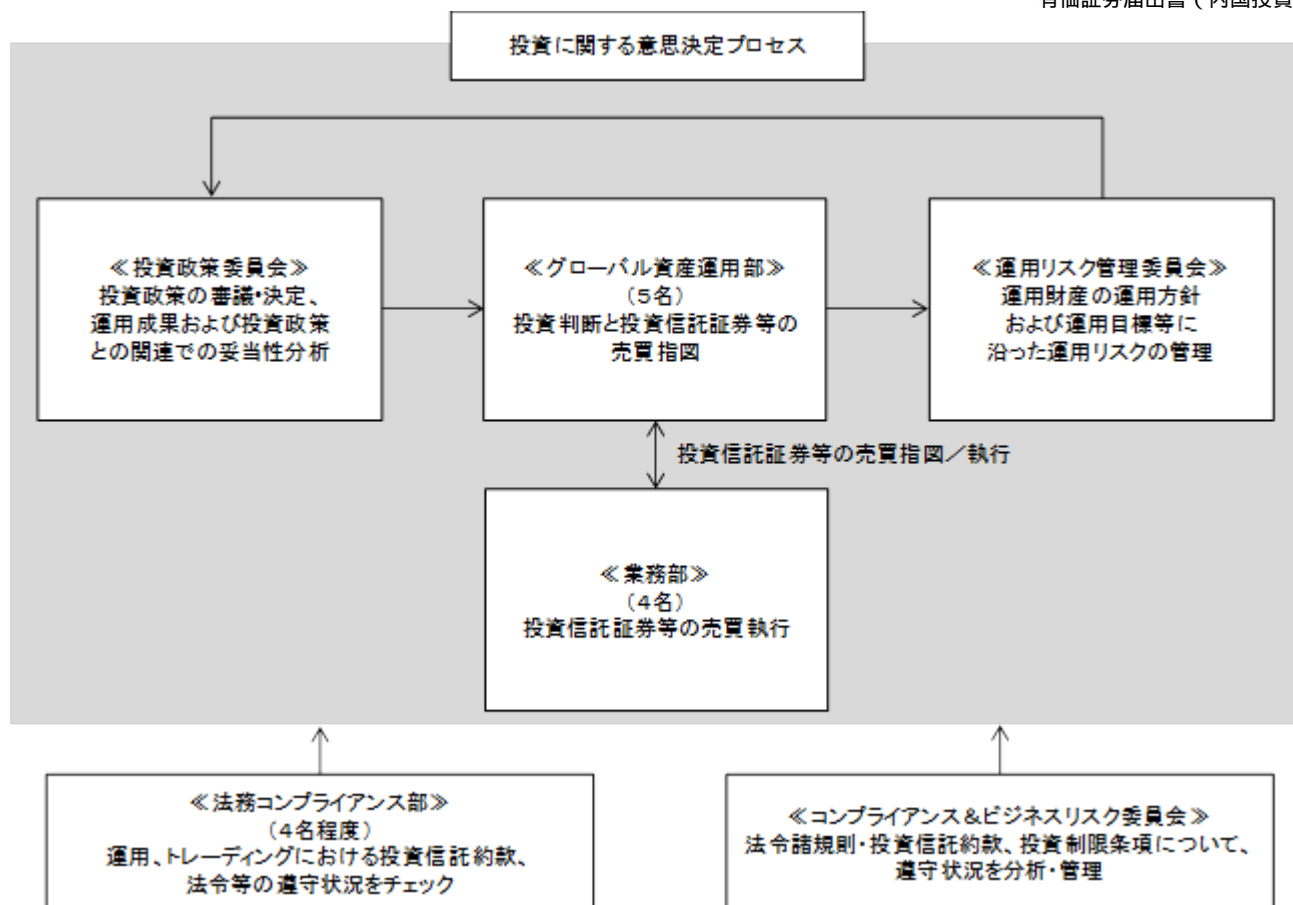 有価証券届出書（内国投資
投資に関する意思決定プロセス
≪投資政策委員会≫
投資政策の審議・決定、
運用成果および投資政策
との関連での妥当性分析
≪グローバル資産運用部≫
（５名）
投資判断と投資信託証券等の
売買指図
≪運用リスク管理委員会≫
運用財産の運用方針
および運用目標等に
沿った運用リスクの管理
投資信託証券等の売買指図／執行
≪業務部≫
（４名）
投資信託証券等の売買執行
≪法務コンプライアンス部≫
（４名程度）
運用、トレーディングにおける投資信託約款、
法令等の遵守状況をチェック
≪コンプライアンス＆ビジネスリスク委員会≫
法令諸規則・投資信託約款、投資制限条項について、
遵守状況を分析・管理